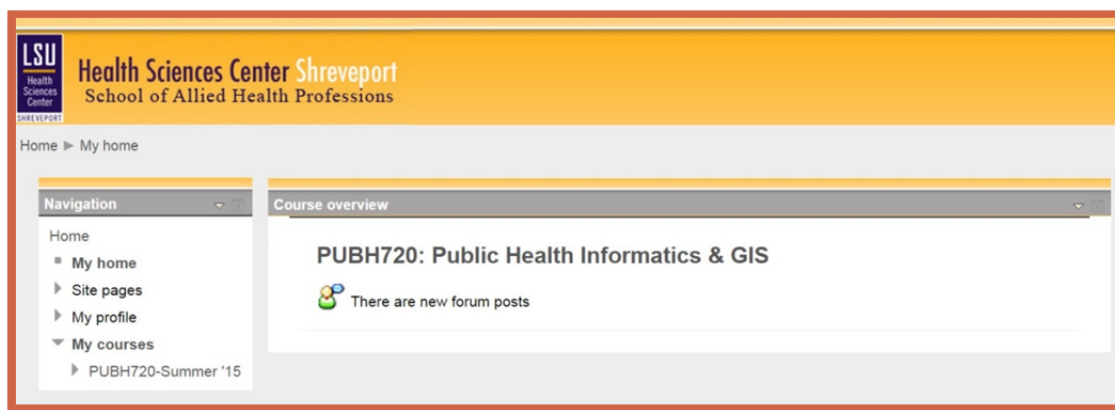 LSU
Health
Sciences
Center
SHREVEPORT
Health Sciences Center Shreveport
School of Allied Health Professions
Home ► My home
Navigation
Home
My home
Site pages
My profile
My courses
PUBH720-Summer '15
Course overview
PUBH720: Public Health Informatics & GIS
There are new forum posts